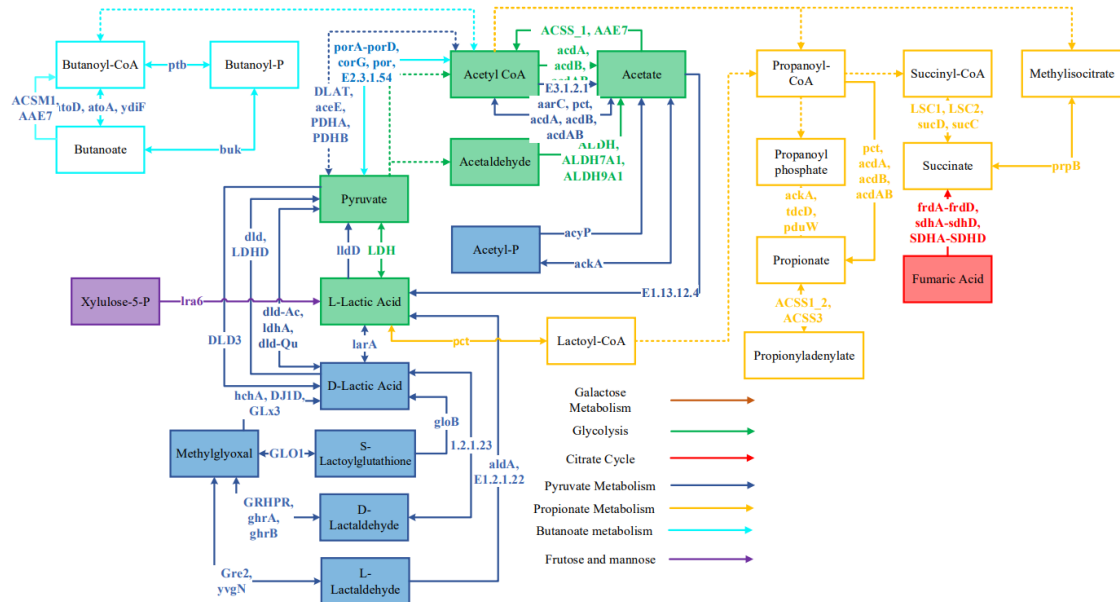 Butanoyl-CoA
ptb
Butanoyl-P
ACSM1,
AAE7
atoD, atoA, ydiF
Butanoate
buk
porA-porD,
corG, por,
E2.3.1.54
DLAT,
aceE,
PDHA,
PDHB
ACSS_1, AAE7
Acetyl CoA
acdA,
acdB,
acdAB
Acetate
E3.1.2.1
aarC, pct,
acdA, acdB,
acdAB
Acetaldehyde
ALDH,
ALDH7A1,
ALDH9A1
Propanoyl-
CoA
Succinyl-CoA
Methylisocitrate
LSC1, LSC2,
sucD, sucC
pct,
acdA,
acdB,
acdAB
Propanoyl
phosphate
Succinate
prpB
ackA,
tdcD,
pduW
frdA-frdD,
sdhA-sdhD,
SDHA-SDHD
Propionate
Fumaric Acid
ACSS1_2,
ACSS3
Propionyladenylate
Pyruvate
dld,
LDHD
lldD
LDH
Acetyl-P
acyP
ackA
Xylulose-5-P
lra6
L-Lactic Acid
E1.13.12.4
dld-Ac,
ldhA,
dld-Qu
DLD3
larA
pct
Lactoyl-CoA
D-Lactic Acid
hchA, DJ1D,
GLx3
gloB
1.2.1.23
aldA,
E1.2.1.22
Methylglyoxal
GLO1
S-
Lactoylglutathione
GRHPR,
ghrA,
ghrB
D-
Lactaldehyde
Gre2,
yvgN
L-
Lactaldehyde
Galactose
Metabolism
Glycolysis
Citrate Cycle
Pyruvate Metabolism
Propionate Metabolism
Butanoate metabolism
Frutose and mannose